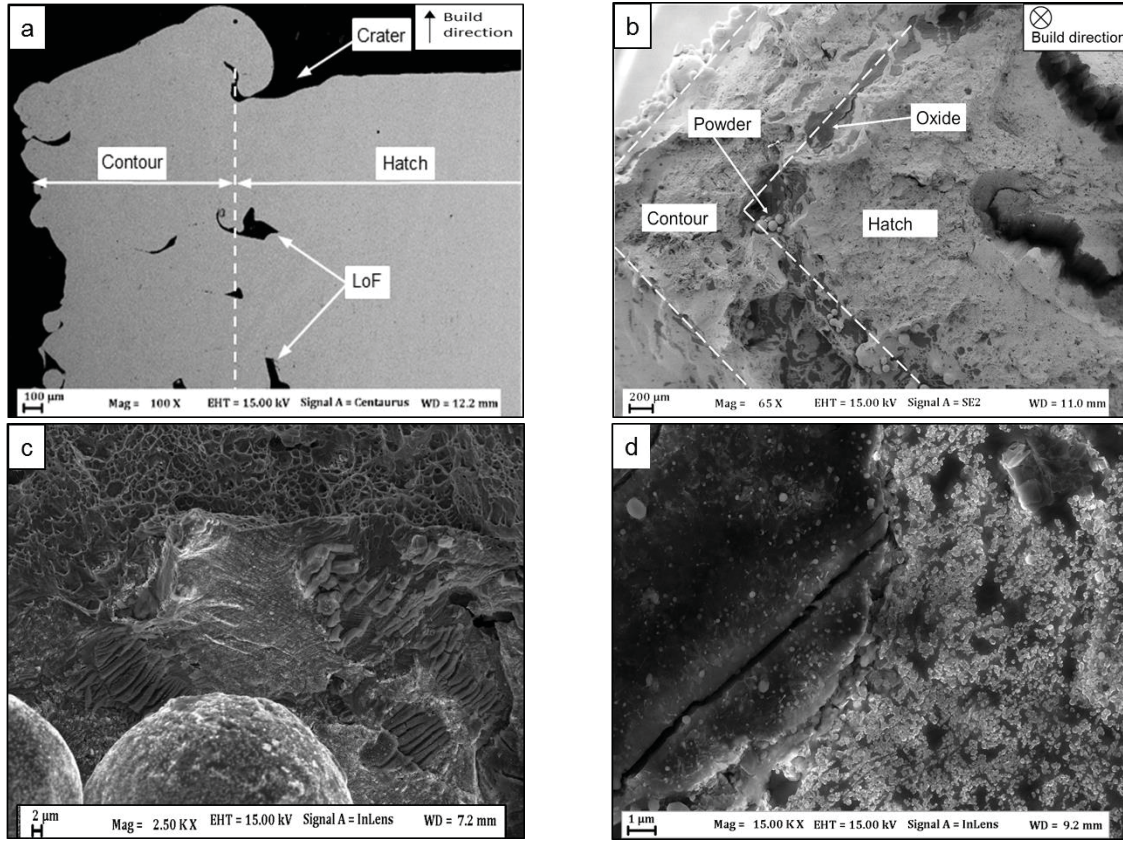 a
Crater
Build
direction
Contour
Hatch
LoF
100 µm
Mag = 100 X EHT = 15.00 kV Signal A = Centaurus WD = 12.2 mm
b
Build direction
Powder
Oxide
Contour
Hatch
200 µm
Mag = 65 X EHT = 15.00 kV Signal A = SE2 WD = 11.0 mm
c
2 µm
Mag = 2.50 K X EHT = 15.00 kV Signal A = InLens WD = 7.2 mm
d
1 µm
Mag = 15.00 K X EHT = 15.00 kV Signal A = InLens WD = 9.2 mm